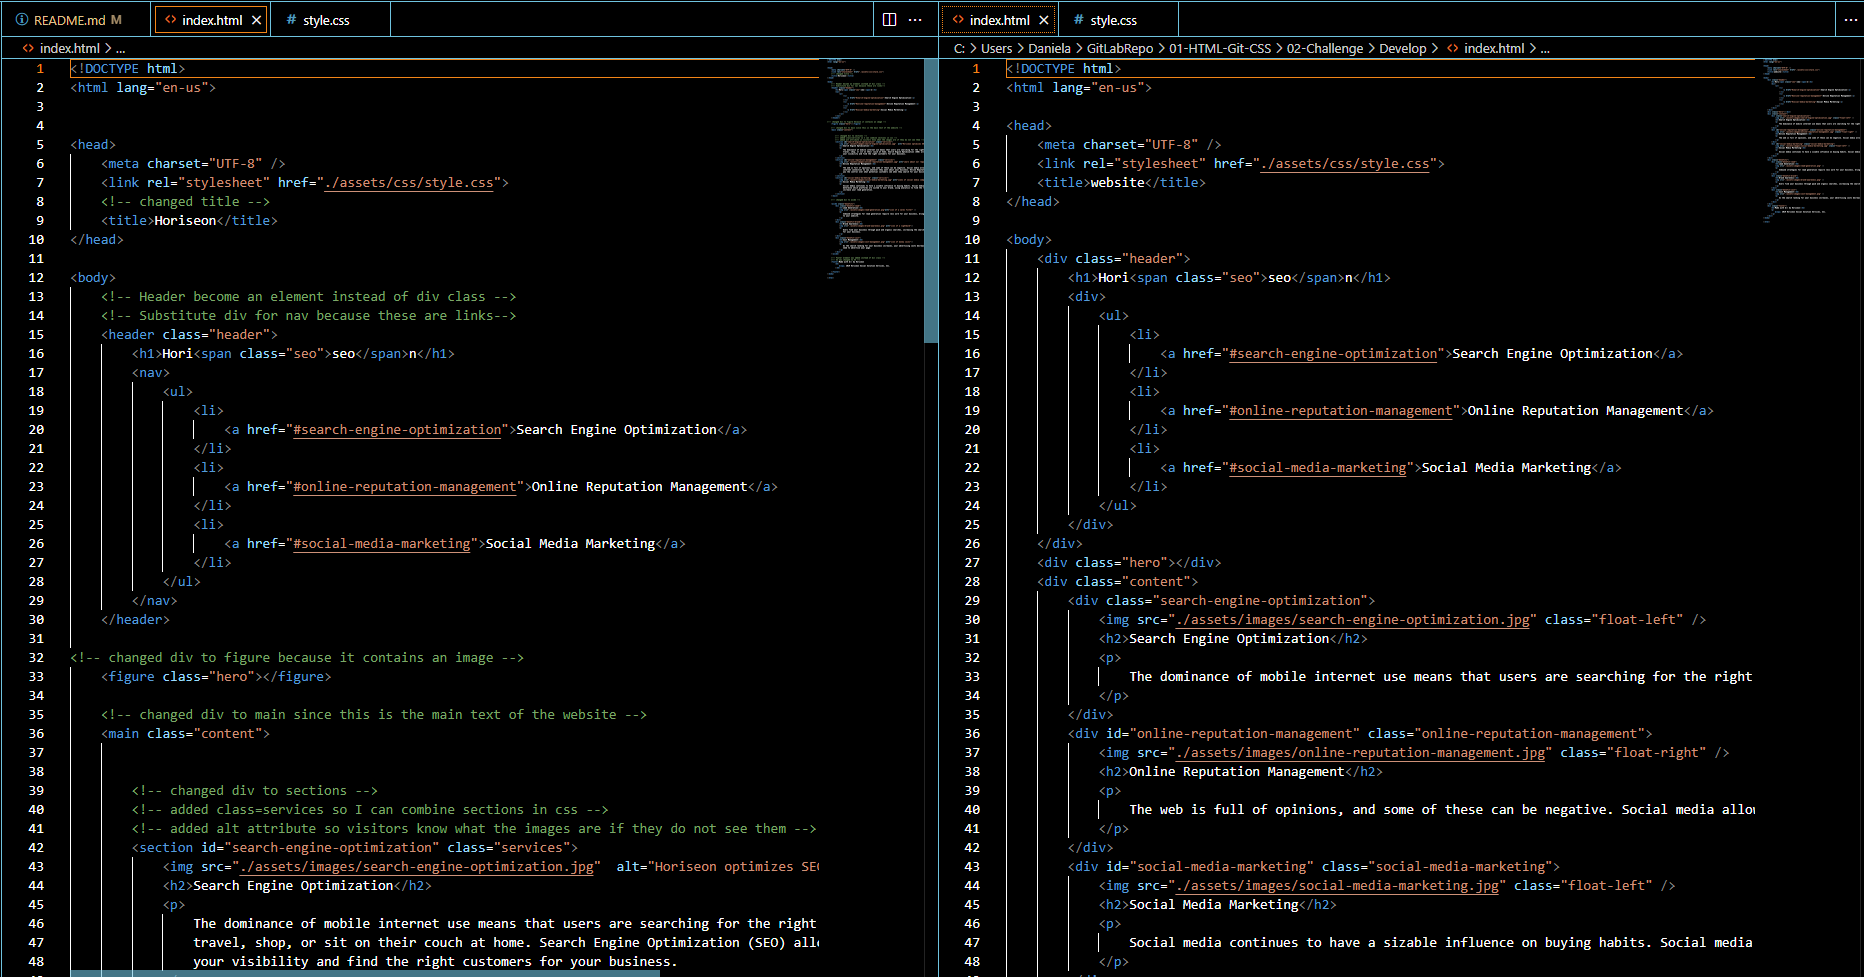 README.md M
index.html
style.css
index.html > ...
1 <!DOCTYPE html>
2 <html lang="en-us">
3
4
5 <head>
6 <meta charset="UTF-8" />
7 <link rel="stylesheet" href="./assets/css/style.css">
8 <!-- changed title -->
9 <title>Horiseon</title>
10 </head>
11
12 <body>
13 <!-- Header become an element instead of div class -->
14 <!-- Substitute div for nav because these are links-->
15 <header class="header">
16 <h1>Hori<span class="seo">seo</span>n</h1>
17 <nav>
18 <ul>
19 <li>
20 <a href="#search-engine-optimization">Search Engine Optimization</a>
21 </li>
22 <li>
23 <a href="#online-reputation-management">Online Reputation Management</a>
24 </li>
25 <li>
26 <a href="#social-media-marketing">Social Media Marketing</a>
27 </li>
28 </ul>
29 </nav>
30 </header>
31
32 <!-- changed div to figure because it contains an image -->
33 <figure class="hero"></figure>
34
35 <!-- changed div to main since this is the main text of the website -->
36 <main class="content">
37
38
39 <!-- changed div to sections -->
40 <!-- added class=services so I can combine sections in css -->
41 <!-- added alt attribute so visitors know what the images are if they do not see them -->
42 <section id="search-engine-optimization" class="services">
43 <img src="./assets/images/search-engine-optimization.jpg"  alt="Horiseon optimizes SEO
44 <h2>Search Engine Optimization</h2>
45 <p>
46 The dominance of mobile internet use means that users are searching for the right
47 travel, shop, or sit on their couch at home. Search Engine Optimization (SEO) allo
48 your visibility and find the right customers for your business.
index.html
style.css
C: > Users > Daniela > GitLabRepo > 01-HTML-Git-CSS > 02-Challenge > Develop > index.html > ...
1 <!DOCTYPE html>
2 <html lang="en-us">
3
4 <head>
5 <meta charset="UTF-8" />
6 <link rel="stylesheet" href="./assets/css/style.css">
7 <title>website</title>
8 </head>
9
10 <body>
11 <div class="header">
12 <h1>Hori<span class="seo">seo</span>n</h1>
13 <div>
14 <ul>
15 <li>
16 <a href="#search-engine-optimization">Search Engine Optimization</a>
17 </li>
18 <li>
19 <a href="#online-reputation-management">Online Reputation Management</a>
20 </li>
21 <li>
22 <a href="#social-media-marketing">Social Media Marketing</a>
23 </li>
24 </ul>
25 </div>
26 </div>
27 <div class="hero"></div>
28 <div class="content">
29 <div class="search-engine-optimization">
30 <img src="./assets/images/search-engine-optimization.jpg" class="float-left" />
31 <h2>Search Engine Optimization</h2>
32 <p>
33 The dominance of mobile internet use means that users are searching for the right
34 </p>
35 </div>
36 <div id="online-reputation-management" class="online-reputation-management">
37 <img src="./assets/images/online-reputation-management.jpg" class="float-right" />
38 <h2>Online Reputation Management</h2>
39 <p>
40 The web is full of opinions, and some of these can be negative. Social media allow
41 </p>
42 </div>
43 <div id="social-media-marketing" class="social-media-marketing">
44 <img src="./assets/images/social-media-marketing.jpg" class="float-left" />
45 <h2>Social Media Marketing</h2>
46 <p>
47 Social media continues to have a sizable influence on buying habits. Social media
48 </p>